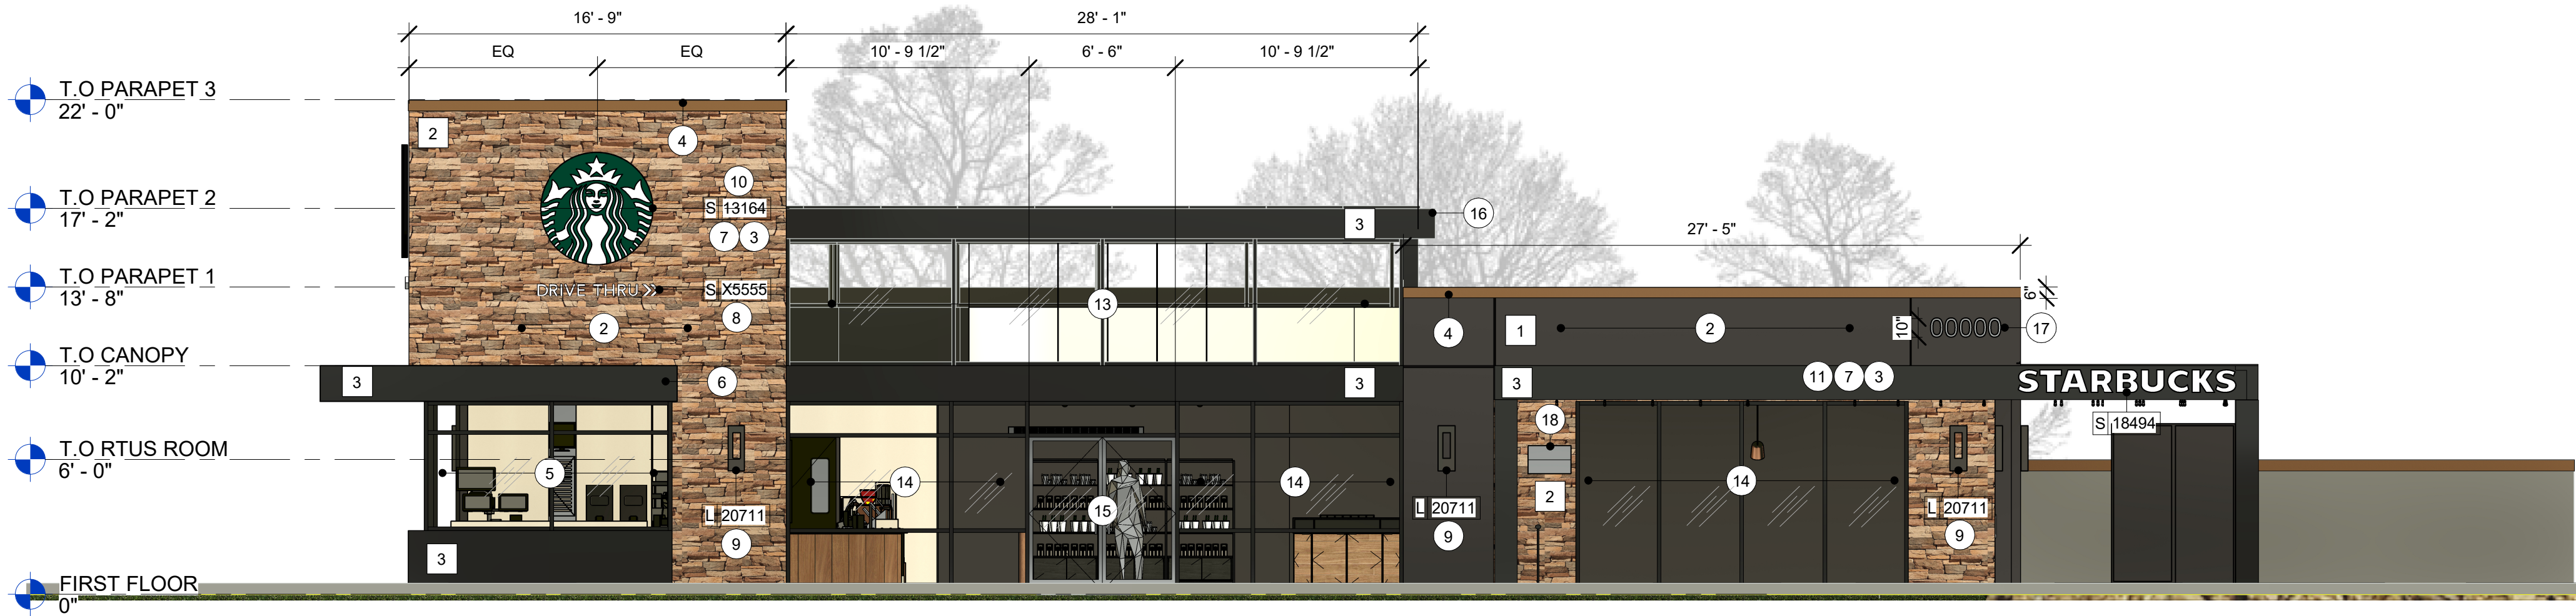 16' - 9"
28' - 1"
EQ
EQ
10' - 9 1/2"
6' - 6"
10' - 9 1/2"
T.O PARAPET 3
22' - 0"
2
4
10
S 13164
7 3
T.O PARAPET 2
17' - 2"
3
16
27' - 5"
T.O PARAPET 1
13' - 8"
DRIVE THRU
S X5555
8
2
13
4
1
2
6"
10"
00000
17
T.O CANOPY
10' - 2"
3
6
3
3
11 7 3
STARBUCKS
S 18494
18
T.O RTUS ROOM
6' - 0"
5
14
14
14
2
15
L 20711
9
L 20711
9
L 20711
9
3
FIRST FLOOR
0"